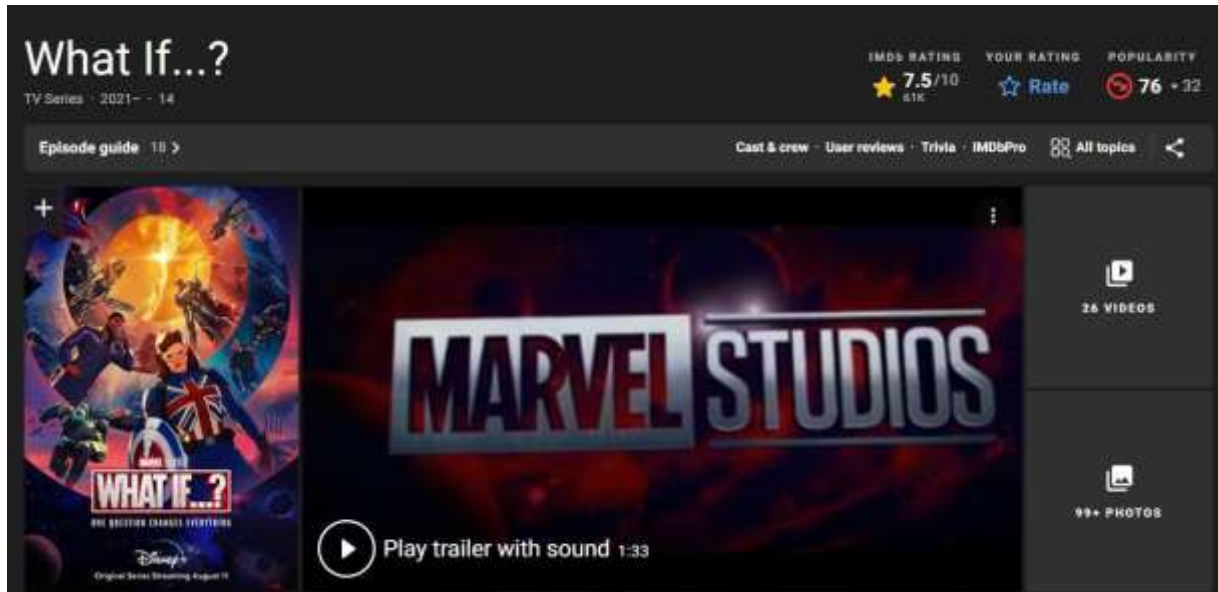 What If...?
TV Series · 2021– · 14
IMDb RATING
7.5/10
61K
YOUR RATING
Rate
POPULARITY
76
32
Episode guide 18
Cast & crew · User reviews · Trivia · IMDbPro
All topics
MARVEL STUDIOS
26 VIDEOS
99+ PHOTOS
Play trailer with sound 1:33
MARVEL
WHAT IF...?
ONE QUESTION CHANGES EVERYTHING
Disney+
Original Series Streaming August 11